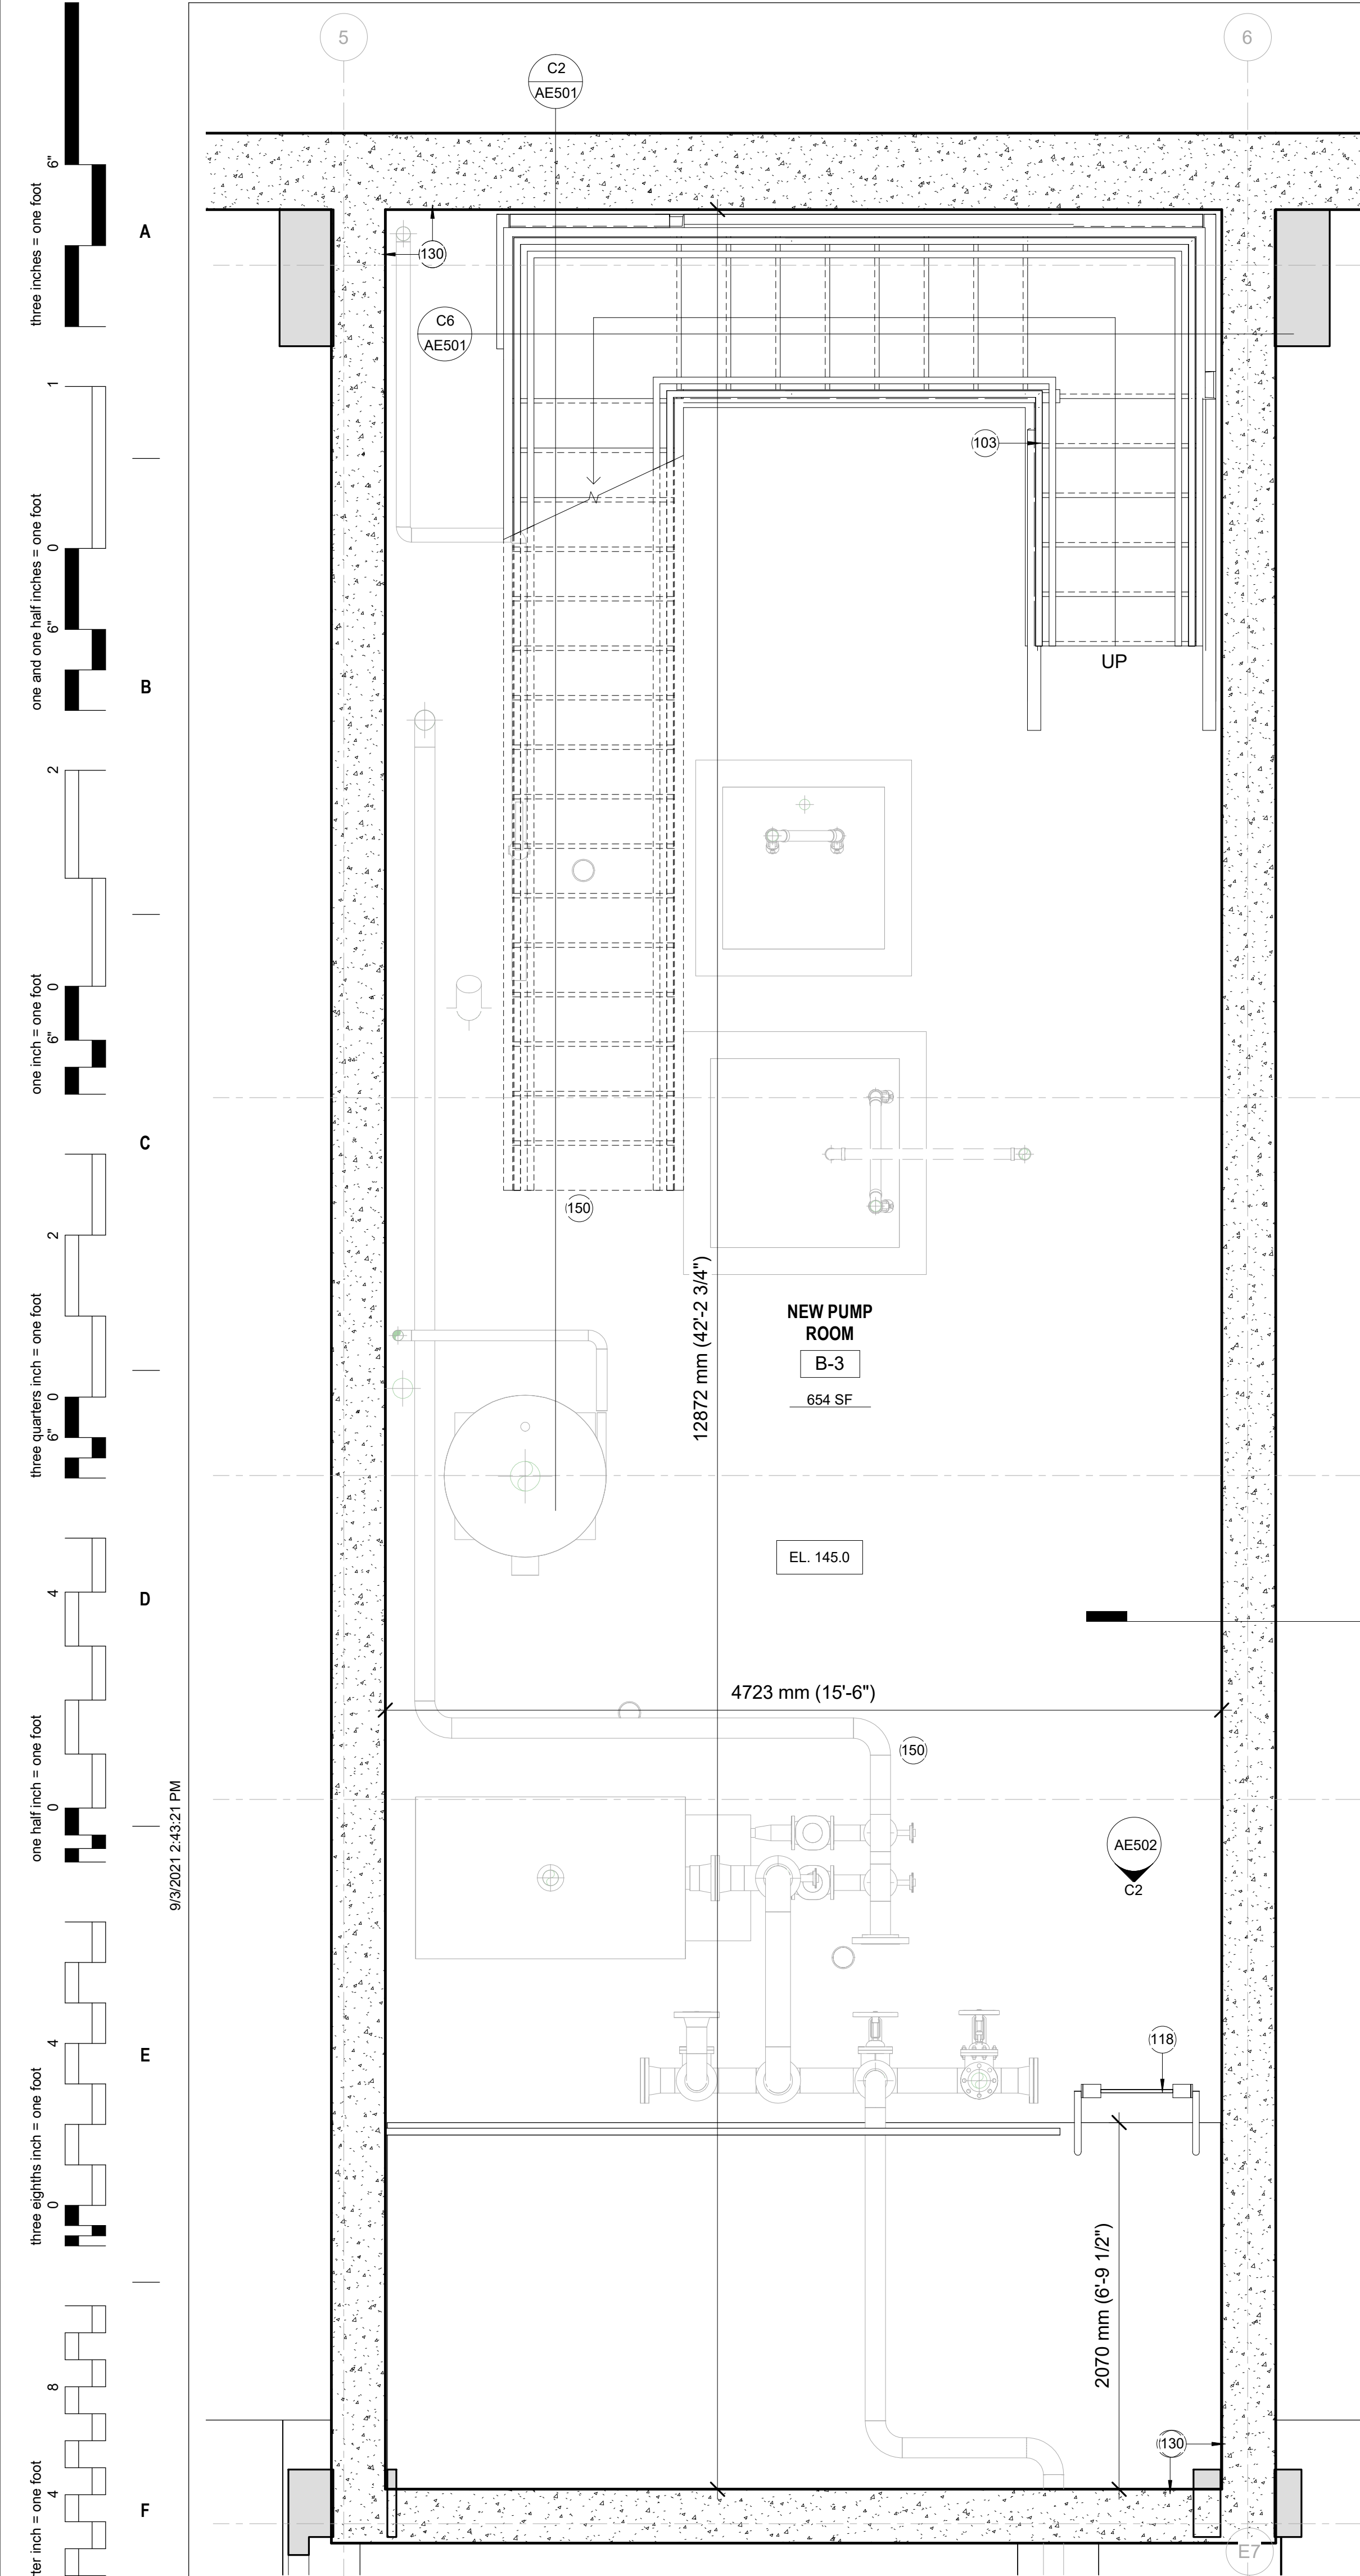 5
6
C2
AE501
130
C6
AE501
103
UP
150
12872 mm (42'-2 3/4")
NEW PUMP
ROOM
B-3
654 SF
EL. 145.0
4723 mm (15'-6")
150
AE502
C2
118
2070 mm (6'-9 1/2")
130
E7
A
B
C
D
E
F
9/3/2021 2:43:21 PM
three inches = one foot
6"
one and one half inches = one foot
1
0
6"
one inch = one foot
2
0
6"
three quarters inch = one foot
2
0
6"
one half inch = one foot
4
0
three eighths inch = one foot
4
0
ter inch = one foot
8
4